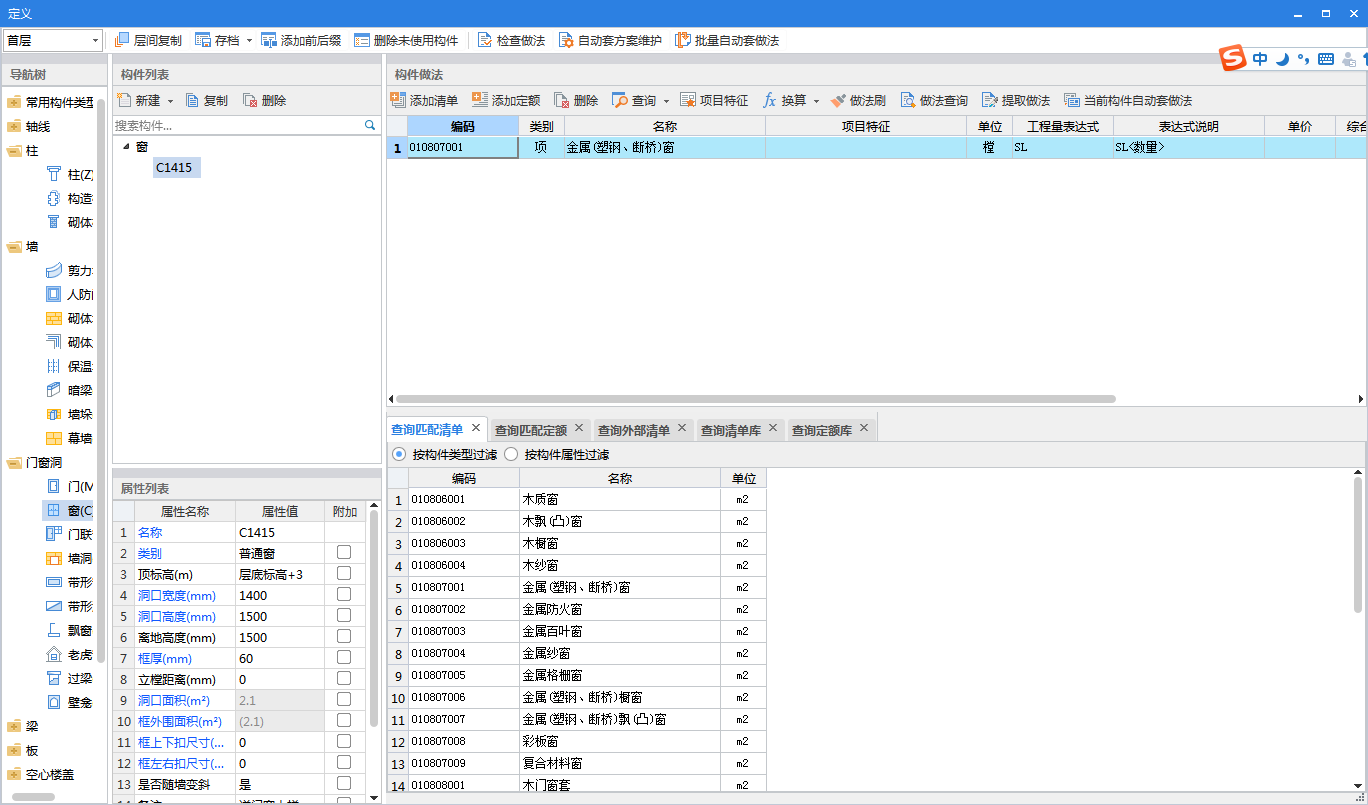 定义
首层 层间复制 存档 添加前后缀 删除未使用构件 检查做法 自动套方案维护 批量自动套做法
中
导航树
常用构件类型
轴线
柱
柱(Z)
构造
砌体
墙
剪力
人防
砌体
砌体
保温
暗梁
墙垛
幕墙
门窗洞
门(M
窗(C
门联
墙洞
带形
带形
飘窗
老虎
过梁
壁龛
梁
板
空心楼盖
构件列表
新建 复制 删除
搜索构件...
窗
C1415
属性列表
属性名称 属性值 附加
1 名称 C1415
2 类别 普通窗
3 顶标高(m) 层底标高+3
4 洞口宽度(mm) 1400
5 洞口高度(mm) 1500
6 离地高度(mm) 1500
7 框厚(mm) 60
8 立樘距离(mm) 0
9 洞口面积(m²) 2.1
10 框外围面积(m²) (2.1)
11 框上下扣尺寸(... 0
12 框左右扣尺寸(... 0
13 是否随墙变斜 是
构件做法
添加清单 添加定额 删除 查询 项目特征 fx 换算 做法刷 做法查询 提取做法 当前构件自动套做法
编码 类别 名称 项目特征 单位 工程量表达式 表达式说明 单价 综合
1 010807001 项 金属(塑钢、断桥)窗 樘 SL SL<数量>
查询匹配清单 查询匹配定额 查询外部清单 查询清单库 查询定额库
按构件类型过滤 按构件属性过滤
编码 名称 单位
1 010806001 木质窗 m2
2 010806002 木飘(凸)窗 m2
3 010806003 木橱窗 m2
4 010806004 木纱窗 m2
5 010807001 金属(塑钢、断桥)窗 m2
6 010807002 金属防火窗 m2
7 010807003 金属百叶窗 m2
8 010807004 金属纱窗 m2
9 010807005 金属格栅窗 m2
10 010807006 金属(塑钢、断桥)橱窗 m2
11 010807007 金属(塑钢、断桥)飘(凸)窗 m2
12 010807008 彩板窗 m2
13 010807009 复合材料窗 m2
14 010808001 木门窗套 m2